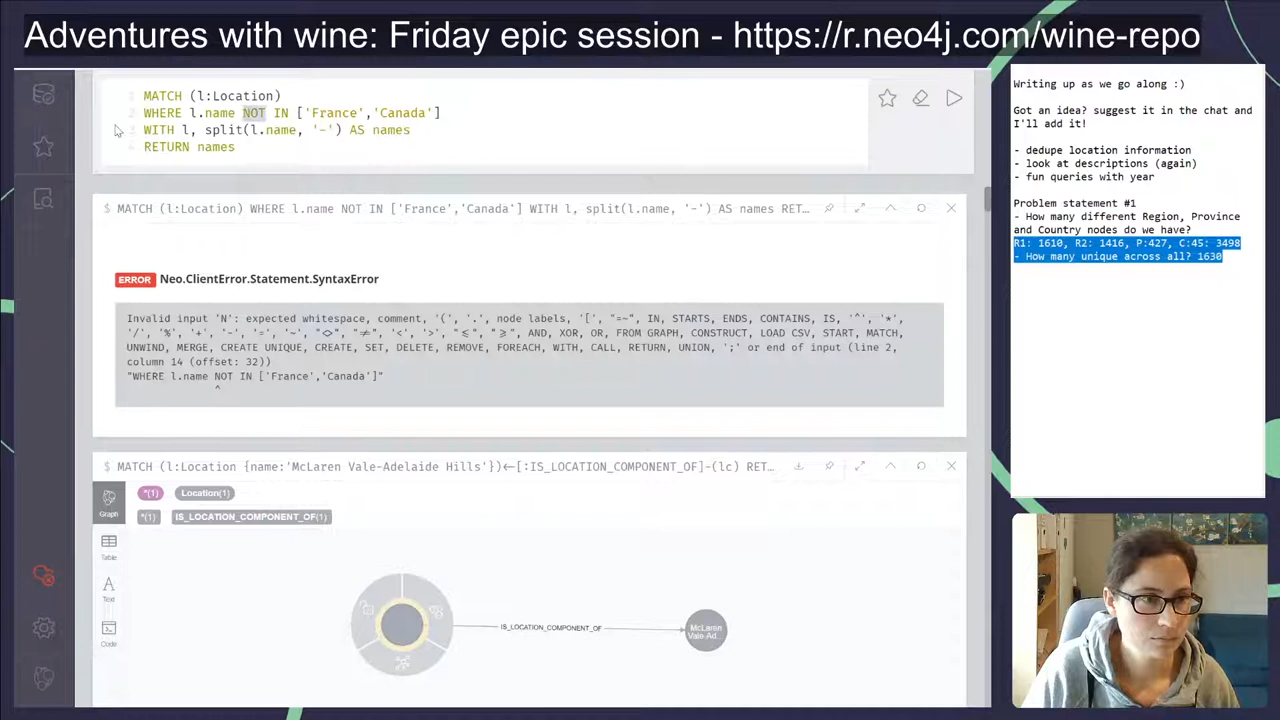 Adventures with wine: Friday epic session - https://r.neo4j.com/wine-repo
1 MATCH (l:Location)
2 WHERE l.name NOT IN ['France','Canada']
3 WITH l, split(l.name, '-') AS names
4 RETURN names
$ MATCH (l:Location) WHERE l.name NOT IN ['France','Canada'] WITH l, split(l.name, '-') AS names RET…
ERROR Neo.ClientError.Statement.SyntaxError
Invalid input 'N': expected whitespace, comment, '(', '.', node labels, '[', "=~", IN, STARTS, ENDS, CONTAINS, IS, '^', '*',
'/', '%', '+', '-', '=', '~', "<>", "!=", '<', '>', "<=", ">=", AND, XOR, OR, FROM GRAPH, CONSTRUCT, LOAD CSV, START, MATCH,
UNWIND, MERGE, CREATE UNIQUE, CREATE, SET, DELETE, REMOVE, FOREACH, WITH, CALL, RETURN, UNION, ';' or end of input (line 2,
column 14 (offset: 32))
"WHERE l.name NOT IN ['France','Canada']"
^
$ MATCH (l:Location {name:'McLaren Vale-Adelaide Hills'})<-[:IS_LOCATION_COMPONENT_OF]-(lc) RET…
*(1) Location(1)
*(1) IS_LOCATION_COMPONENT_OF(1)
Graph
Table
Text
Code
IS_LOCATION_COMPONENT_OF
McLaren
Vale-Ad…
Writing up as we go along :)
Got an idea? suggest it in the chat and
I'll add it!
- dedupe location information
- look at descriptions (again)
- fun queries with year
Problem statement #1
- How many different Region, Province
and Country nodes do we have?
R1: 1610, R2: 1416, P:427, C:45: 3498
- How many unique across all? 1630